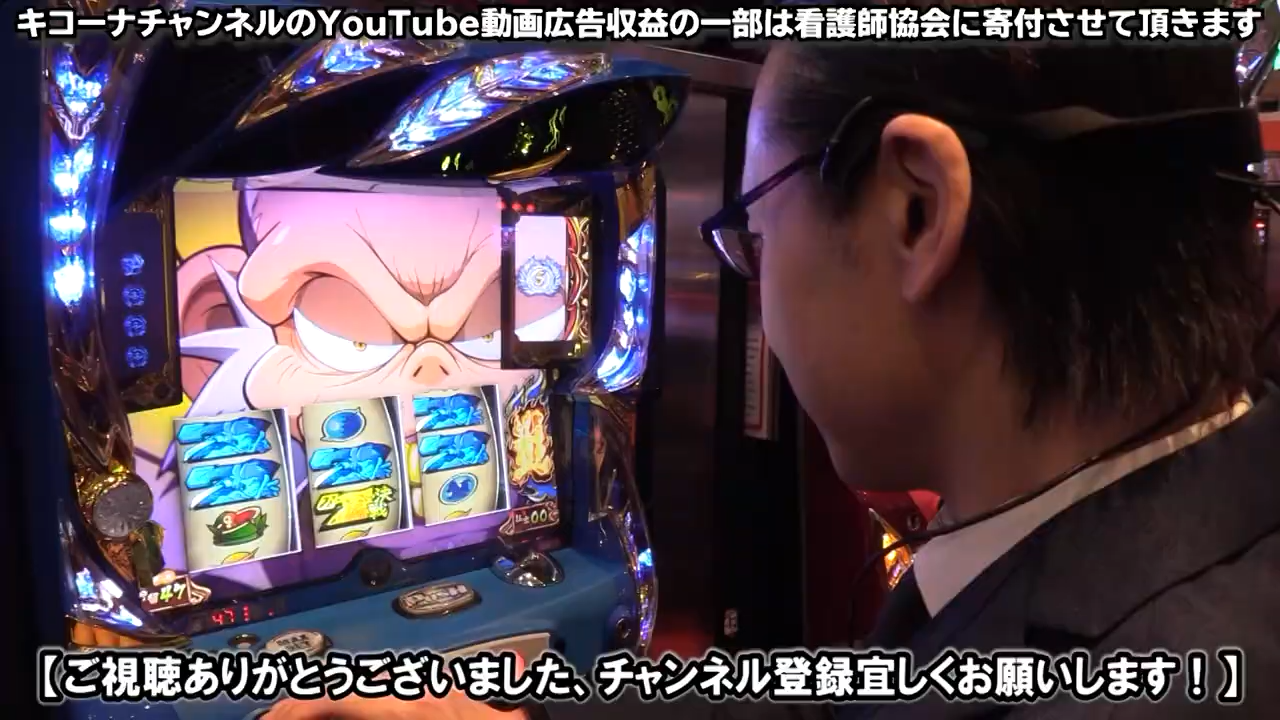 キコーナチャンネルのYouTube動画広告収益の一部は看護師協会に寄付させて頂きます
471
【ご視聴ありがとうございました、チャンネル登録宜しくお願いします！】